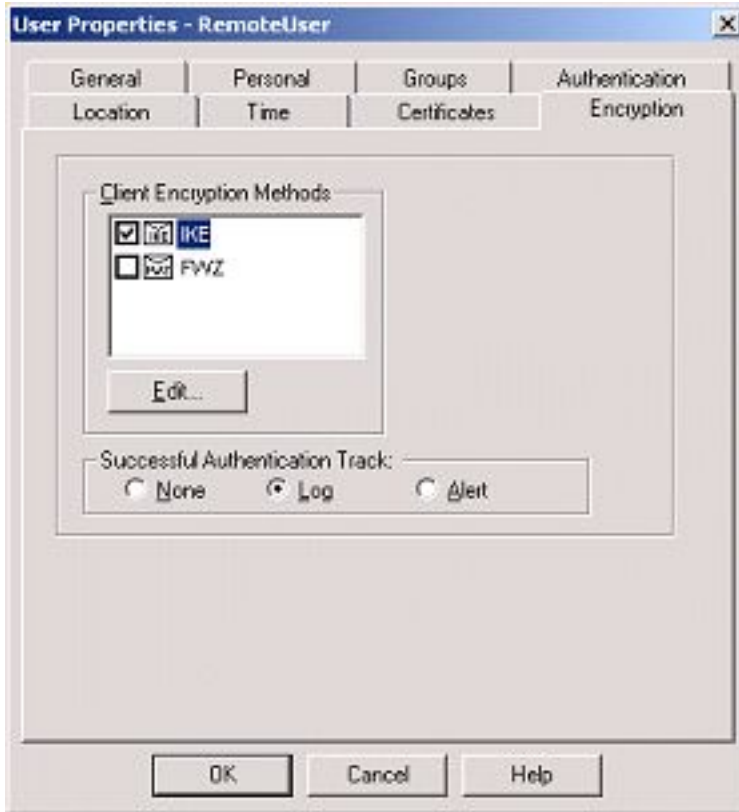 User Properties - RemoteUser
General Personal Groups Authentication
Location Time Certificates Encryption
Client Encryption Methods
IKE
FWZ
Edit...
Successful Authentication Track:
None Log Alert
OK Cancel Help